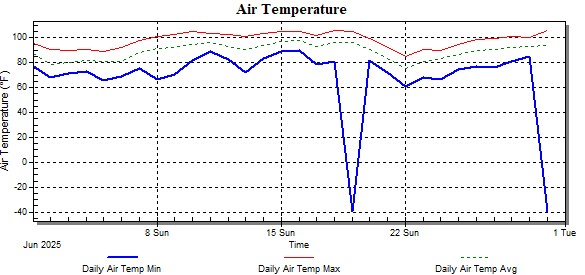 Air Temperature
Air Temperature (°F)
100
80
60
40
20
0
-20
-40
8 Sun
15 Sun
22 Sun
1 Tue
Jun 2025
Time
Daily Air Temp Min
Daily Air Temp Max
Daily Air Temp Avg